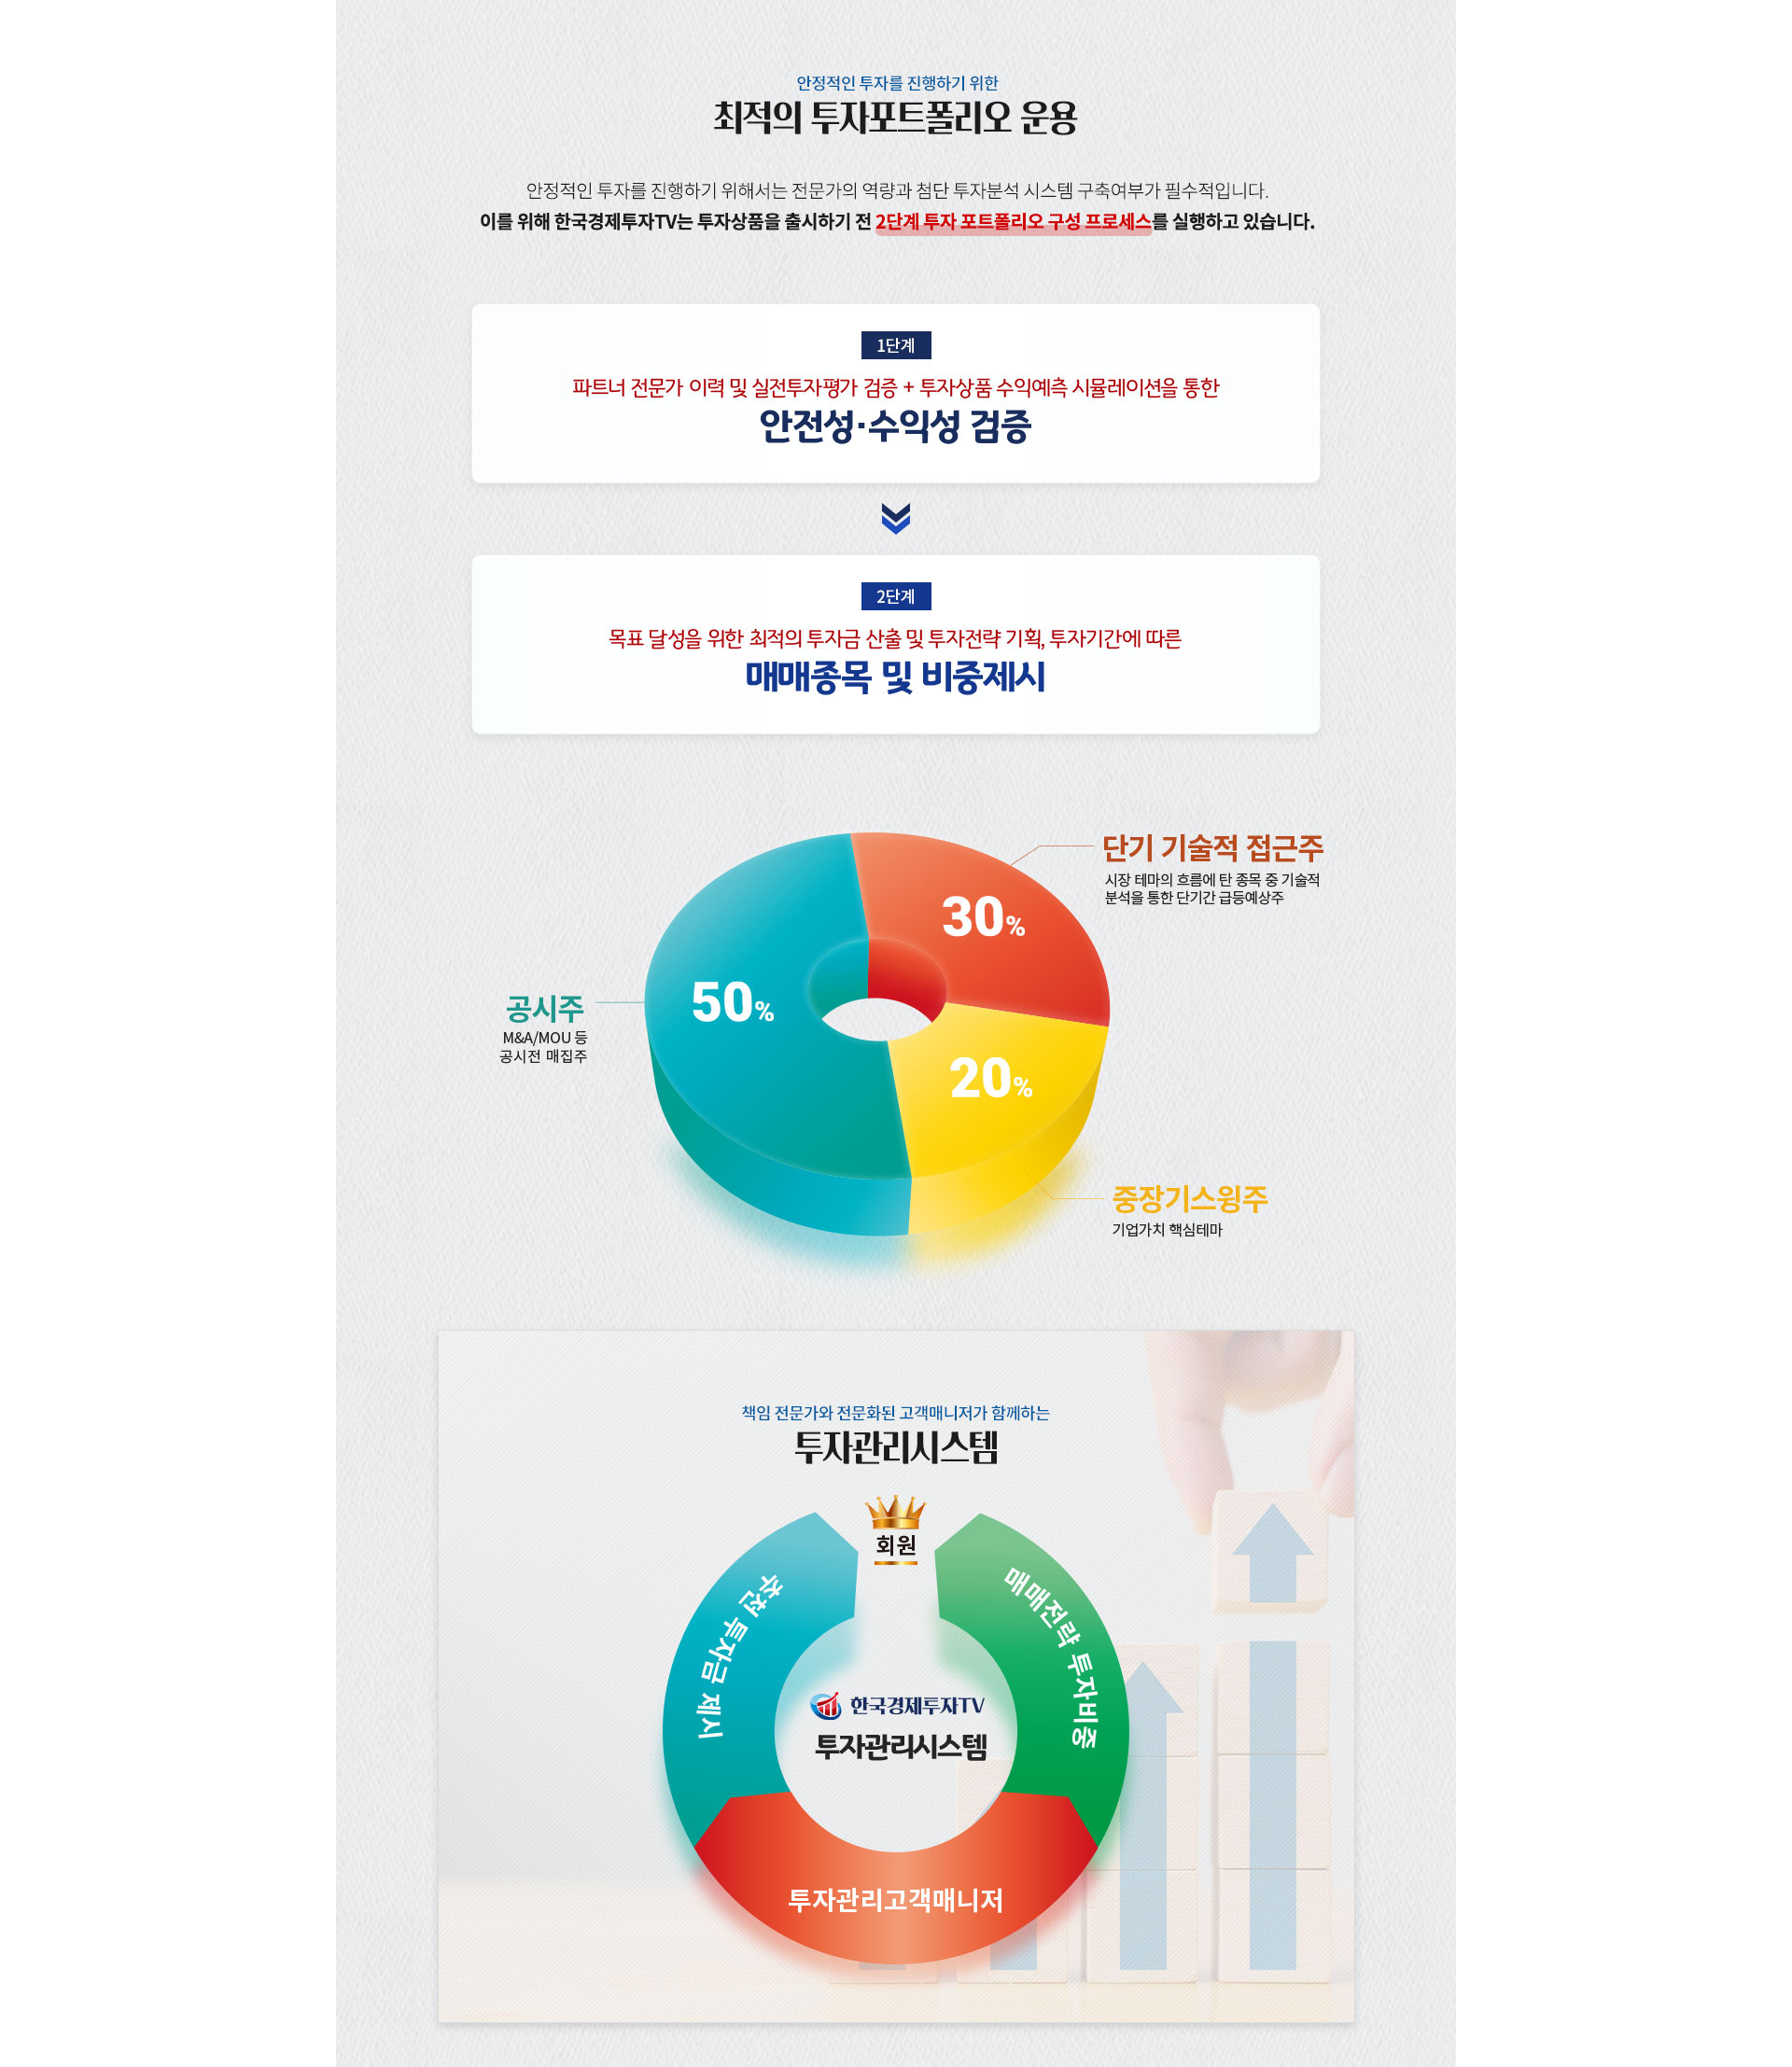 안정적인 투자를 진행하기 위한
최적의 투자포트폴리오 운용
안정적인 투자를 진행하기 위해서는 전문가의 역량과 첨단 투자분석 시스템 구축여부가 필수적입니다.
이를 위해 한국경제투자TV는 투자상품을 출시하기 전 2단계 투자 포트폴리오 구성 프로세스를 실행하고 있습니다.
1단계
파트너 전문가 이력 및 실전투자평가 검증 + 투자상품 수익예측 시뮬레이션을 통한
안전성·수익성 검증
2단계
목표 달성을 위한 최적의 투자금 산출 및 투자전략 기획, 투자기간에 따른
매매종목 및 비중제시
단기 기술적 접근주
시장 테마의 흐름에 탄 종목 중 기술적
분석을 통한 단기간 급등예상주
30%
50%
공시주
M&A/MOU 등
공시전 매집주
20%
중장기스윙주
기업가치 핵심테마
책임 전문가와 전문화된 고객매니저가 함께하는
투자관리시스템
회원
추천 투자금 제시
매매전략 투자비중
한국경제투자TV
투자관리시스템
투자관리고객매니저